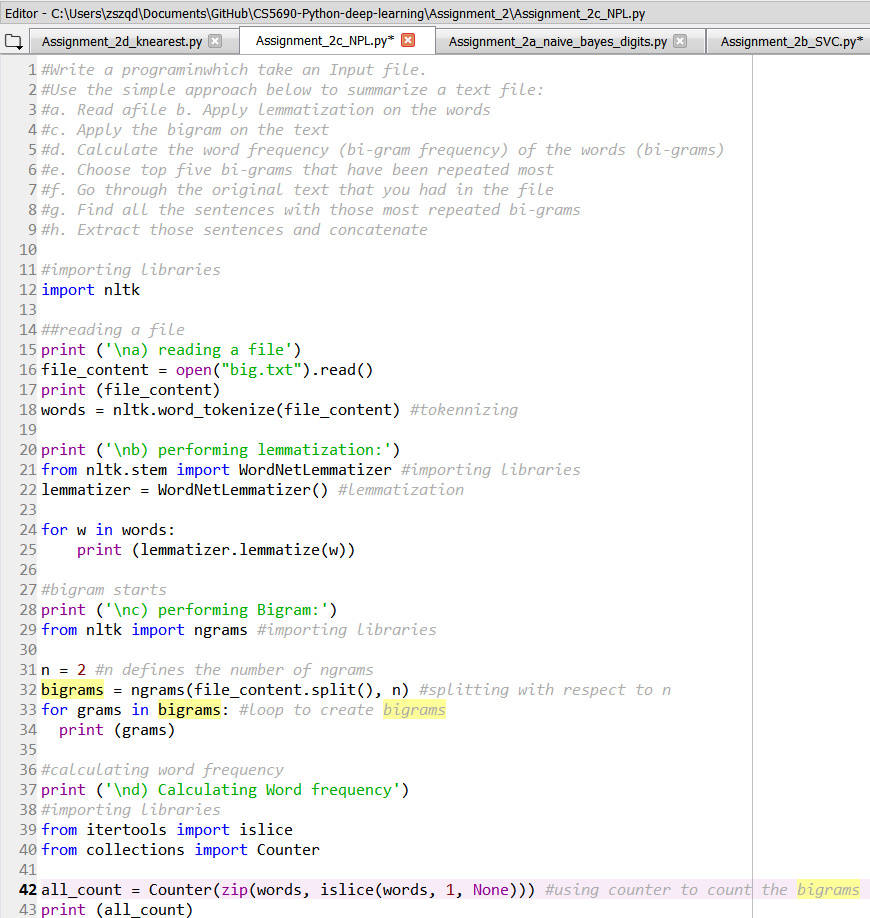 Editor - C:\Users\zszqd\Documents\GitHub\CS5690-Python-deep-learning\Assignment_2\Assignment_2c_NPL.py
Assignment_2d_knearest.py Assignment_2c_NPL.py* Assignment_2a_naive_bayes_digits.py Assignment_2b_SVC.py*
1 #Write a programinwhich take an Input file.
2 #Use the simple approach below to summarize a text file:
3 #a. Read afile b. Apply lemmatization on the words
4 #c. Apply the bigram on the text
5 #d. Calculate the word frequency (bi-gram frequency) of the words (bi-grams)
6 #e. Choose top five bi-grams that have been repeated most
7 #f. Go through the original text that you had in the file
8 #g. Find all the sentences with those most repeated bi-grams
9 #h. Extract those sentences and concatenate
10
11 #importing libraries
12 import nltk
13
14 ##reading a file
15 print ('\na) reading a file')
16 file_content = open("big.txt").read()
17 print (file_content)
18 words = nltk.word_tokenize(file_content) #tokennizing
19
20 print ('\nb) performing lemmatization:')
21 from nltk.stem import WordNetLemmatizer #importing libraries
22 lemmatizer = WordNetLemmatizer() #lemmatization
23
24 for w in words:
25     print (lemmatizer.lemmatize(w))
26
27 #bigram starts
28 print ('\nc) performing Bigram:')
29 from nltk import ngrams #importing libraries
30
31 n = 2 #n defines the number of ngrams
32 bigrams = ngrams(file_content.split(), n) #splitting with respect to n
33 for grams in bigrams: #loop to create bigrams
34   print (grams)
35
36 #calculating word frequency
37 print ('\nd) Calculating Word frequency')
38 #importing libraries
39 from itertools import islice
40 from collections import Counter
41
42 all_count = Counter(zip(words, islice(words, 1, None))) #using counter to count the bigrams
43 print (all_count)